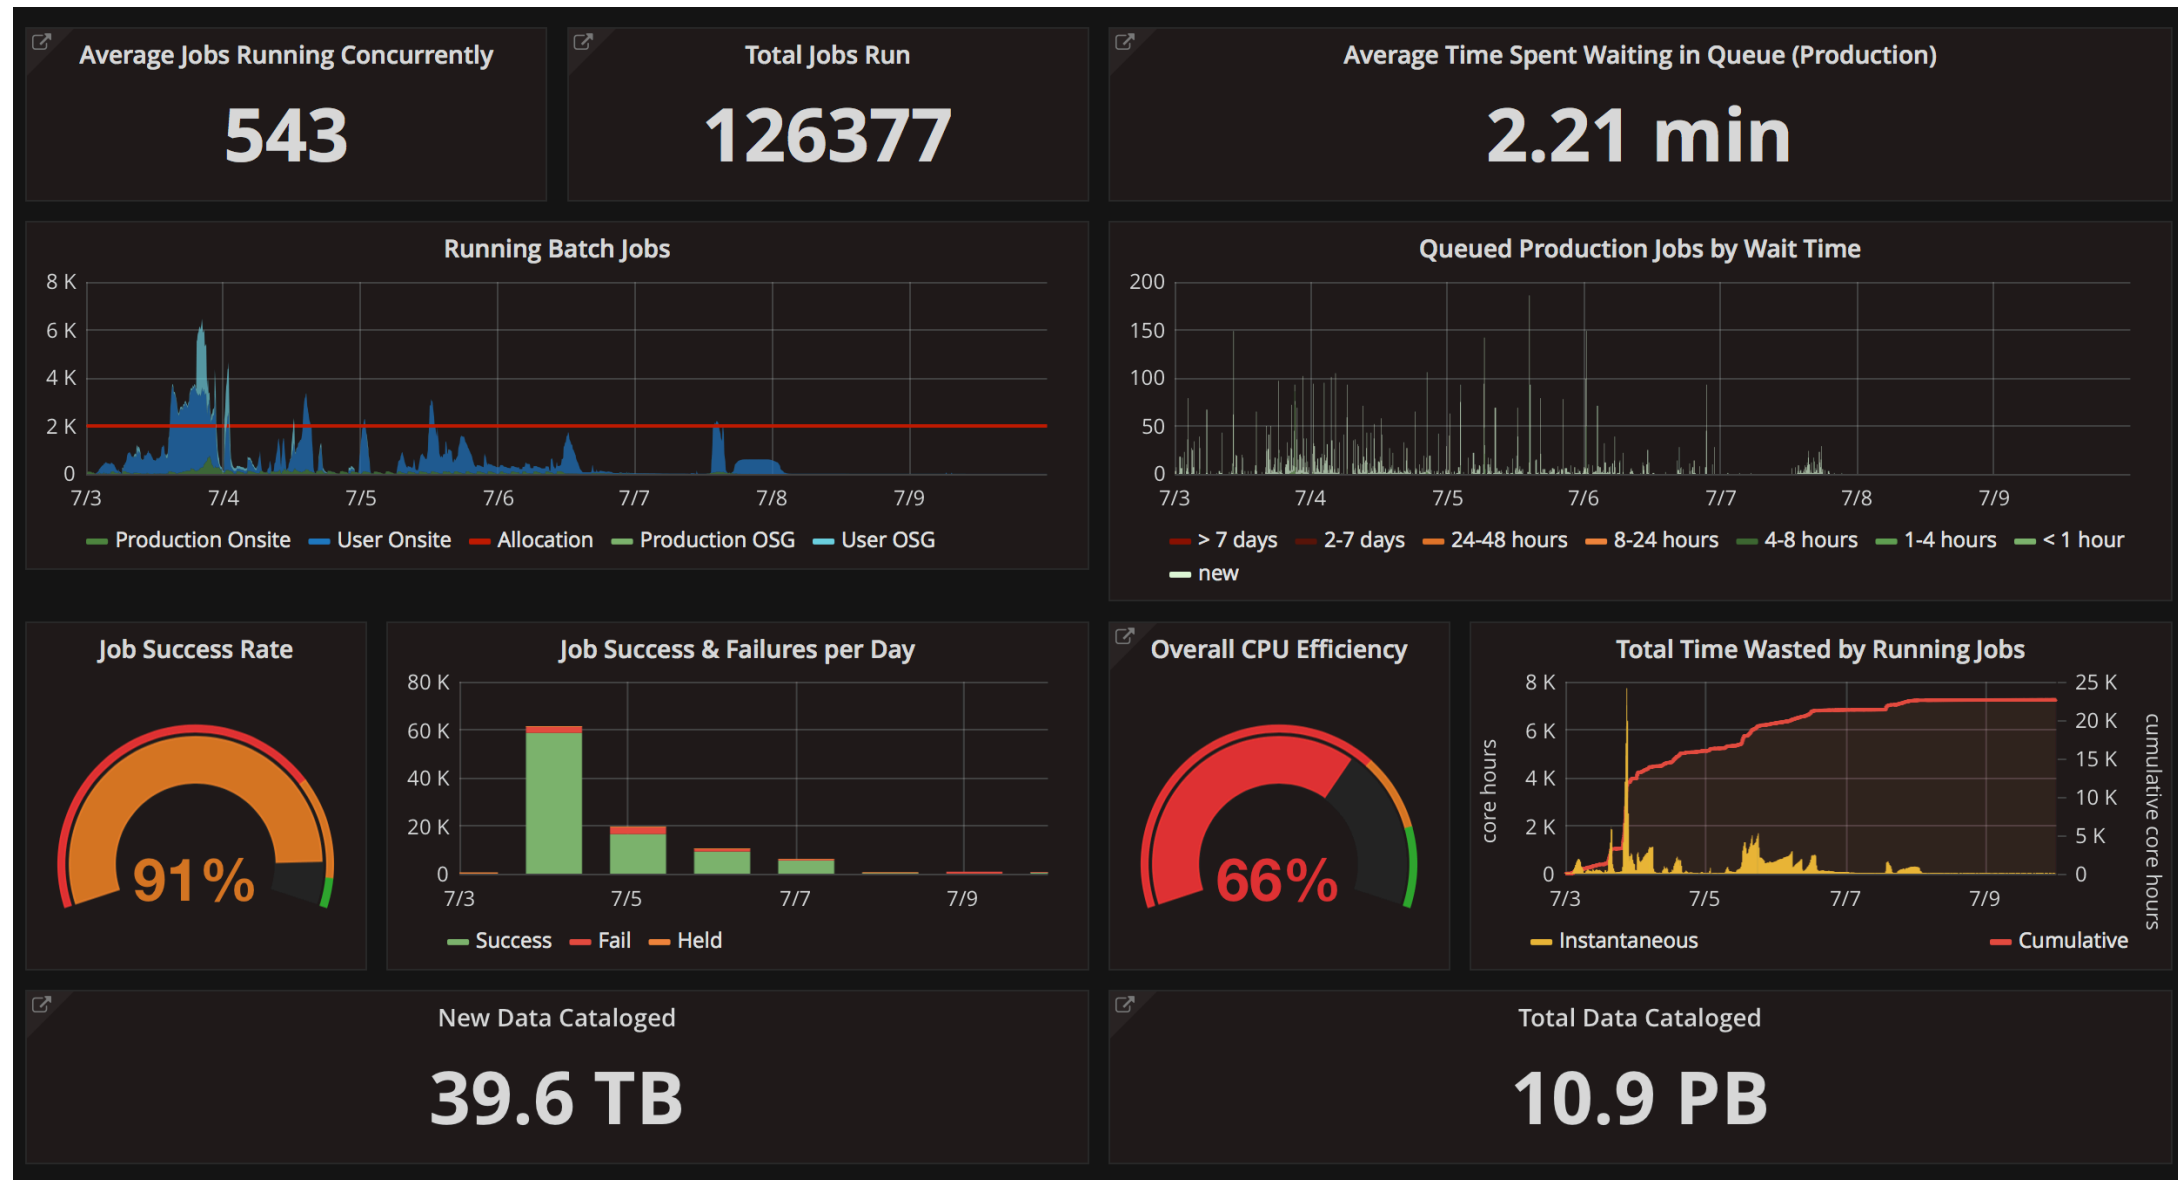 Average Jobs Running Concurrently
543
Total Jobs Run
126377
Average Time Spent Waiting in Queue (Production)
2.21 min
Running Batch Jobs
8 K
6 K
4 K
2 K
0
7/3 7/4 7/5 7/6 7/7 7/8 7/9
Production Onsite User Onsite Allocation Production OSG User OSG
Queued Production Jobs by Wait Time
200
150
100
50
0
7/3 7/4 7/5 7/6 7/7 7/8 7/9
> 7 days 2-7 days 24-48 hours 8-24 hours 4-8 hours 1-4 hours < 1 hour
new
Job Success Rate
91%
Job Success & Failures per Day
80 K
60 K
40 K
20 K
0
7/3 7/5 7/7 7/9
Success Fail Held
Overall CPU Efficiency
66%
Total Time Wasted by Running Jobs
core hours
8 K
6 K
4 K
2 K
0
25 K
20 K
15 K
10 K
5 K
0
cumulative core hours
7/3 7/5 7/7 7/9
Instantaneous Cumulative
New Data Cataloged
39.6 TB
Total Data Cataloged
10.9 PB